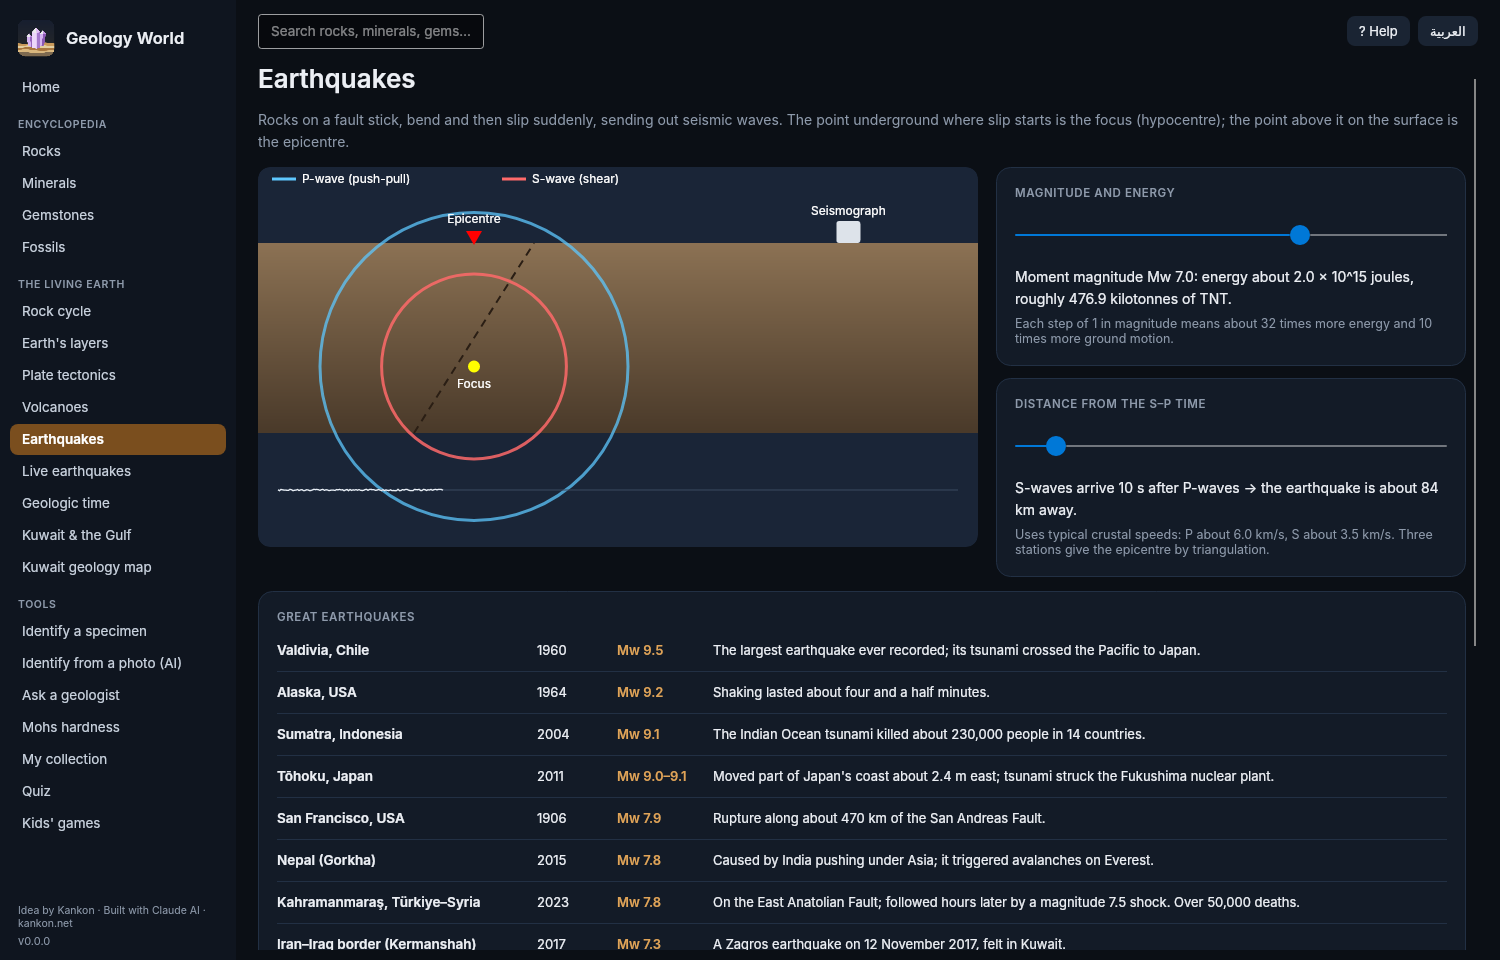 Geology World
Home
ENCYCLOPEDIA
Rocks
Minerals
Gemstones
Fossils
THE LIVING EARTH
Rock cycle
Earth's layers
Plate tectonics
Volcanoes
Earthquakes
Live earthquakes
Geologic time
Kuwait & the Gulf
Kuwait geology map
TOOLS
Identify a specimen
Identify from a photo (AI)
Ask a geologist
Mohs hardness
My collection
Quiz
Kids' games
Idea by Kankon · Built with Claude AI ·
kankon.net
v0.0.0
Search rocks, minerals, gems...
? Help
العربية
Earthquakes
Rocks on a fault stick, bend and then slip suddenly, sending out seismic waves. The point underground where slip starts is the focus (hypocentre); the point above it on the surface is
the epicentre.
P-wave (push-pull)
S-wave (shear)
Epicentre
Seismograph
Focus
MAGNITUDE AND ENERGY
Moment magnitude Mw 7.0: energy about 2.0 × 10^15 joules,
roughly 476.9 kilotonnes of TNT.
Each step of 1 in magnitude means about 32 times more energy and 10
times more ground motion.
DISTANCE FROM THE S–P TIME
S-waves arrive 10 s after P-waves → the earthquake is about 84
km away.
Uses typical crustal speeds: P about 6.0 km/s, S about 3.5 km/s. Three
stations give the epicentre by triangulation.
GREAT EARTHQUAKES
Valdivia, Chile 1960 Mw 9.5 The largest earthquake ever recorded; its tsunami crossed the Pacific to Japan.
Alaska, USA 1964 Mw 9.2 Shaking lasted about four and a half minutes.
Sumatra, Indonesia 2004 Mw 9.1 The Indian Ocean tsunami killed about 230,000 people in 14 countries.
Tōhoku, Japan 2011 Mw 9.0–9.1 Moved part of Japan's coast about 2.4 m east; tsunami struck the Fukushima nuclear plant.
San Francisco, USA 1906 Mw 7.9 Rupture along about 470 km of the San Andreas Fault.
Nepal (Gorkha) 2015 Mw 7.8 Caused by India pushing under Asia; it triggered avalanches on Everest.
Kahramanmaraş, Türkiye–Syria 2023 Mw 7.8 On the East Anatolian Fault; followed hours later by a magnitude 7.5 shock. Over 50,000 deaths.
Iran–Iraq border (Kermanshah) 2017 Mw 7.3 A Zagros earthquake on 12 November 2017, felt in Kuwait.